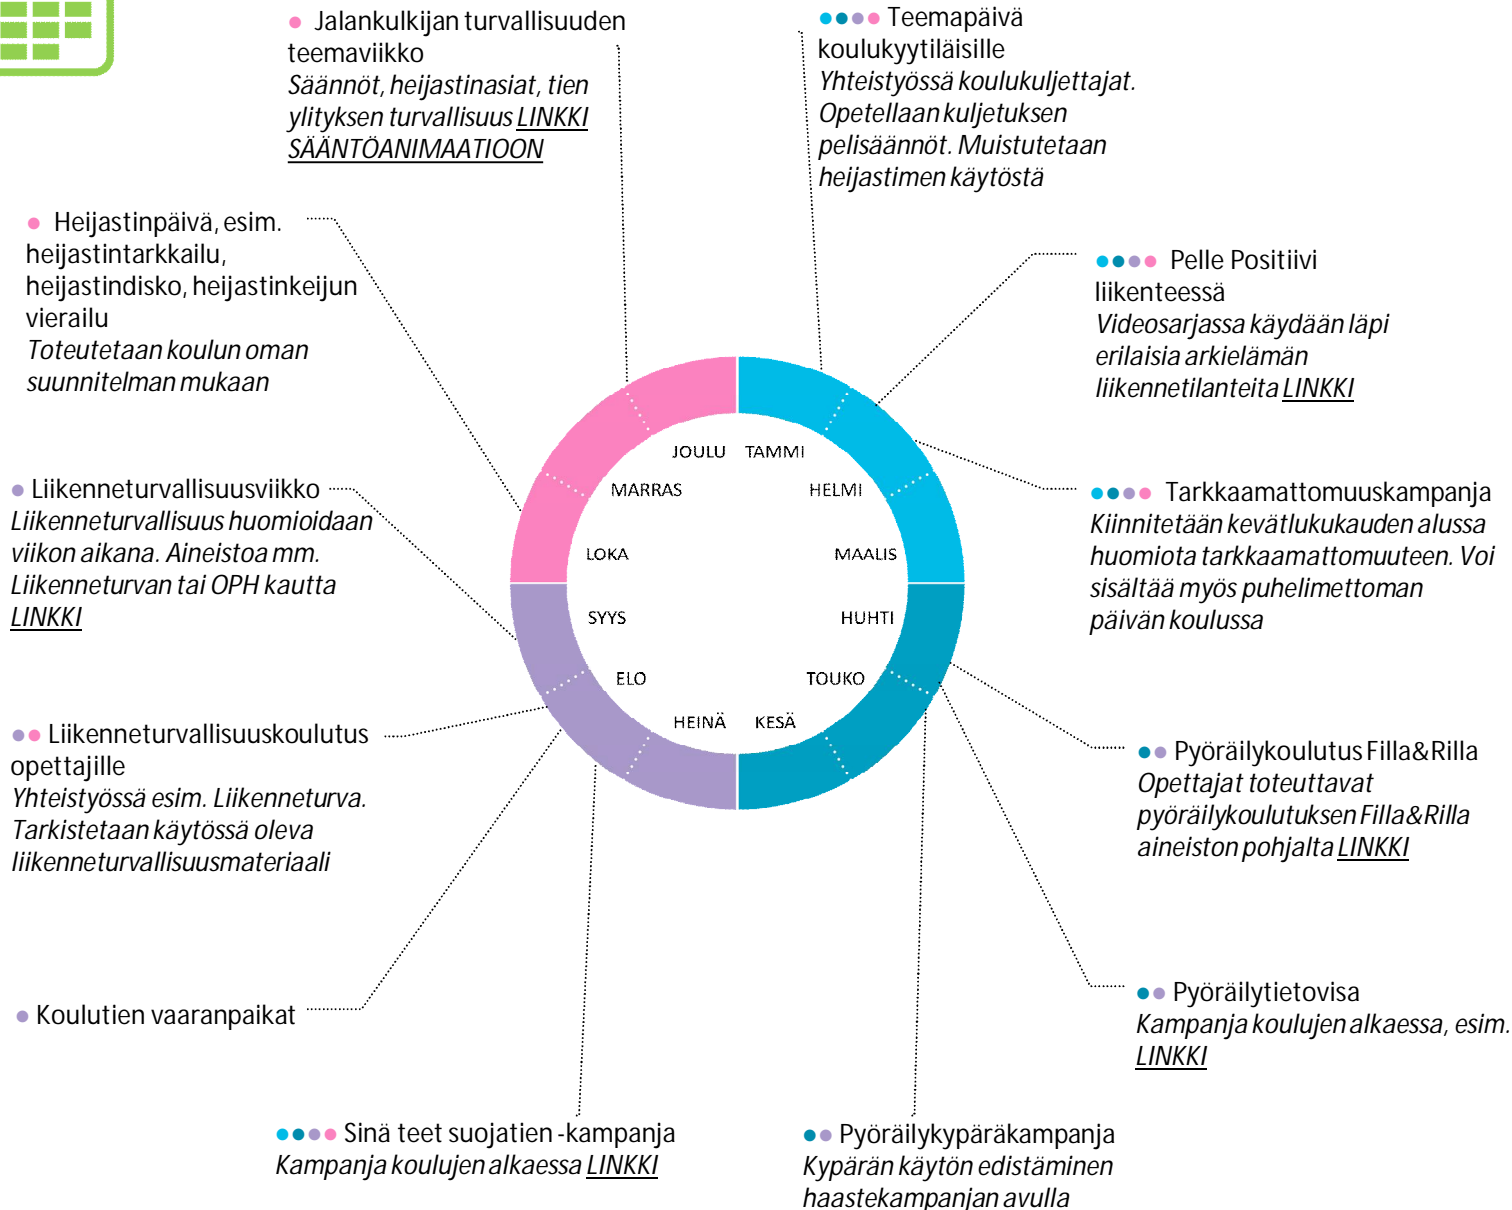 Jalankulkijan turvallisuuden
teemaviikko
Säännöt, heijastinasiat, tien
ylityksen turvallisuus LINKKI
SÄÄNTÖANIMAATIOON
Teemapäivä
koulukyytiläisille
Yhteistyössä koulukuljettajat.
Opetellaan kuljetuksen
pelisäännöt. Muistutetaan
heijastimen käytöstä
Heijastinpäivä, esim.
heijastintarkkailu,
heijastindisko, heijastinkeijun
vierailu
Toteutetaan koulun oman
suunnitelman mukaan
Pelle Positiivi
liikenteessä
Videosarjassa käydään läpi
erilaisia arkielämän
liikennetilanteita LINKKI
Liikenneturvallisuusviikko
Liikenneturvallisuus huomioidaan
viikon aikana. Aineistoa mm.
Liikenneturvan tai OPH kautta
LINKKI
JOULU TAMMI
MARRAS HELMI
LOKA MAALIS
SYYS HUHTI
ELO TOUKO
HEINÄ KESÄ
Tarkkaamattomuuskampanja
Kiinnitetään kevätlukukauden alussa
huomiota tarkkaamattomuuteen. Voi
sisältää myös puhelimettoman
päivän koulussa
Liikenneturvallisuuskoulutus
opettajille
Yhteistyössä esim. Liikenneturva.
Tarkistetaan käytössä oleva
liikenneturvallisuusmateriaali
Pyöräilykoulutus Filla&Rilla
Opettajat toteuttavat
pyöräilykoulutuksen Filla&Rilla
aineiston pohjalta LINKKI
Koulutien vaaranpaikat
Pyöräilytietovisa
Kampanja koulujen alkaessa, esim.
LINKKI
Sinä teet suojatien -kampanja
Kampanja koulujen alkaessa LINKKI
Pyöräilykypäräkampanja
Kypärän käytön edistäminen
haastekampanjan avulla